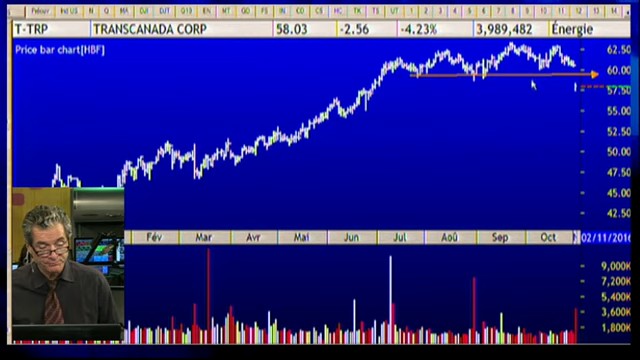 T-TRP TRANSCANADA CORP 58.03 -2.56 -4.23% 3,989,482 Énergie
Price bar chart[HBF]
62.50
60.00
57.50
55.00
52.50
50.00
47.50
45.00
42.50
Fév Mar Avr Mai Jun Jul Aoû Sep Oct 02/11/2016
9,000K
7,200K
5,400K
3,600K
1,800K